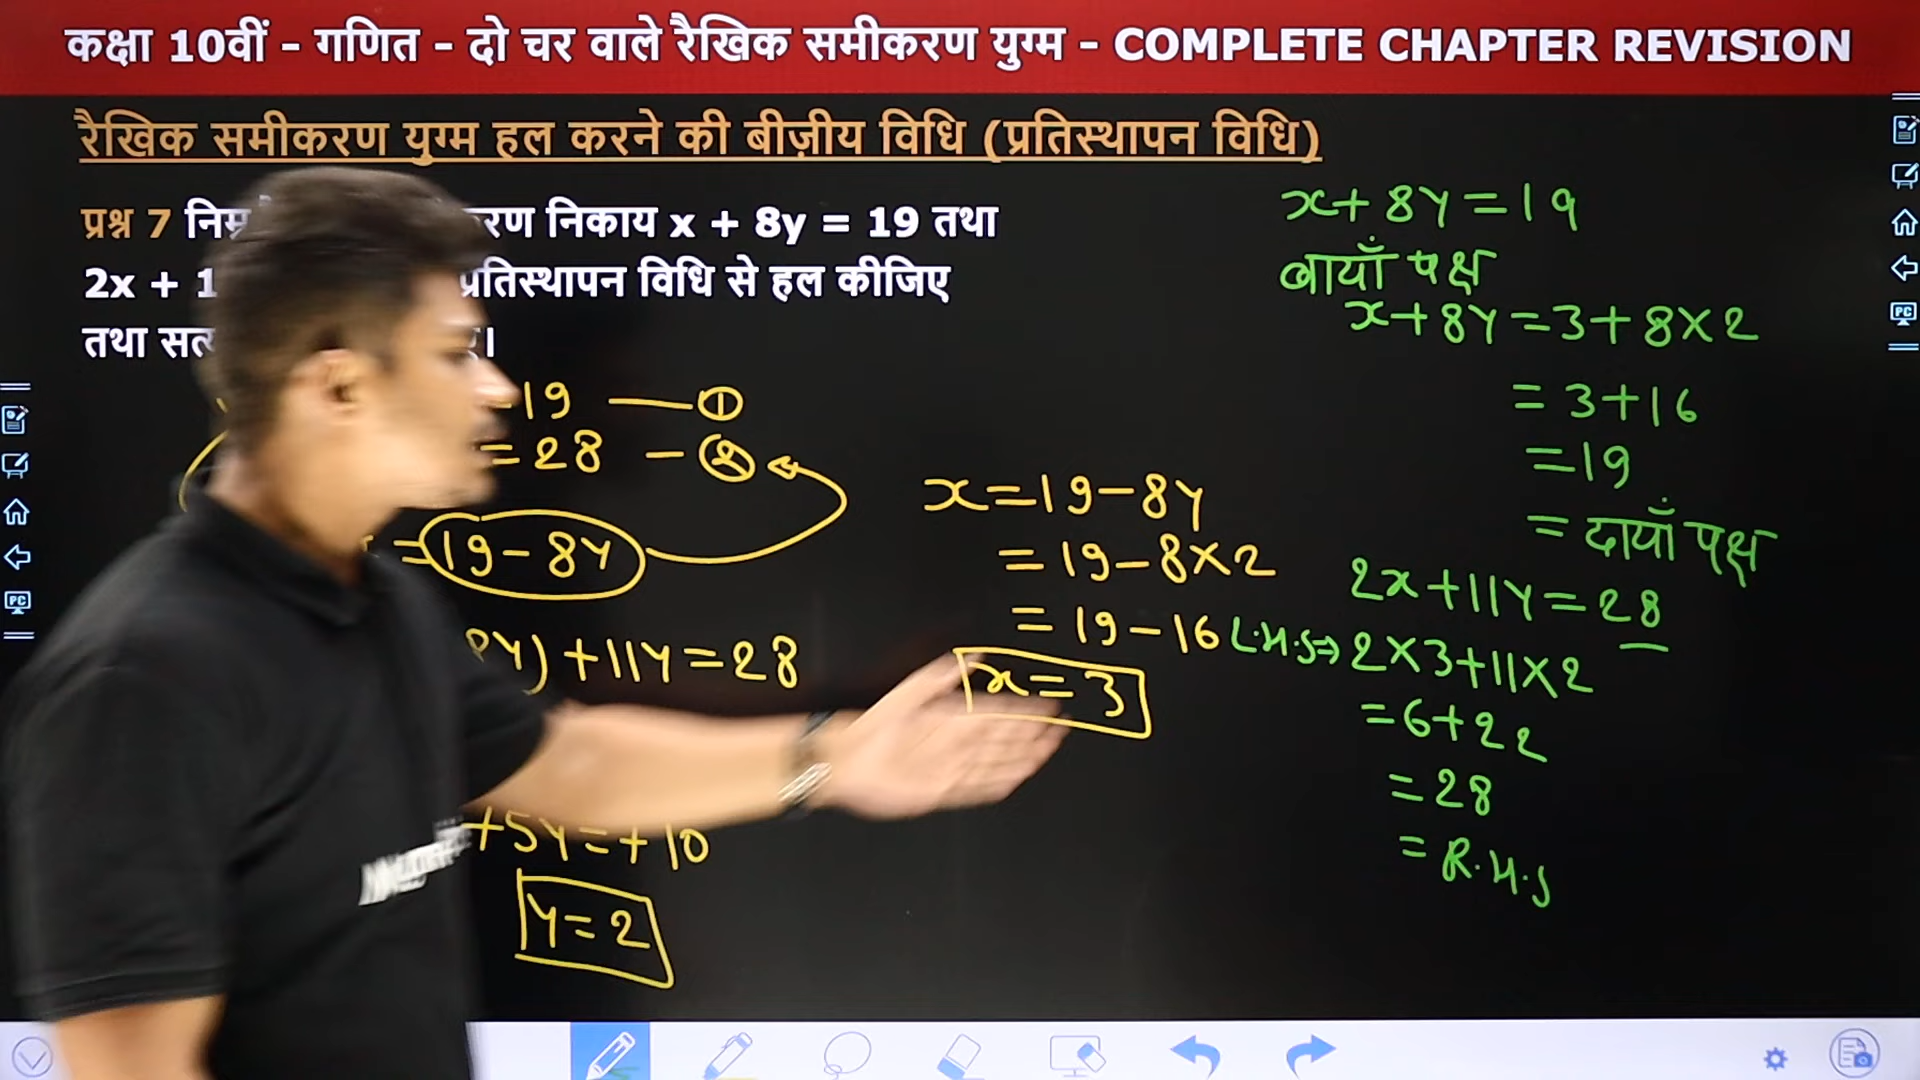 कक्षा 10वीं - गणित - दो चर वाले रैखिक समीकरण युग्म - COMPLETE CHAPTER REVISION
रैखिक समीकरण युग्म हल करने की बीज़ीय विधि (प्रतिस्थापन विधि)
प्रश्न 7 निकाय x + 8y = 19 तथा
2x + 1 प्रतिस्थापन विधि से हल कीजिए
तथा
19 — ①
= 28 — ②
= 19 - 8y
8y) + 11y = 28
+5y = +10
y = 2
x = 19 - 8y
= 19 - 8×2
= 19 - 16
x = 3
x + 8y = 19
बायाँ पक्ष
x + 8y = 3 + 8×2
= 3 + 16
= 19
= दायाँ पक्ष
2x + 11y = 28
L.H.S → 2×3 + 11×2
= 6 + 22
= 28
= R.H.S
PC
PC